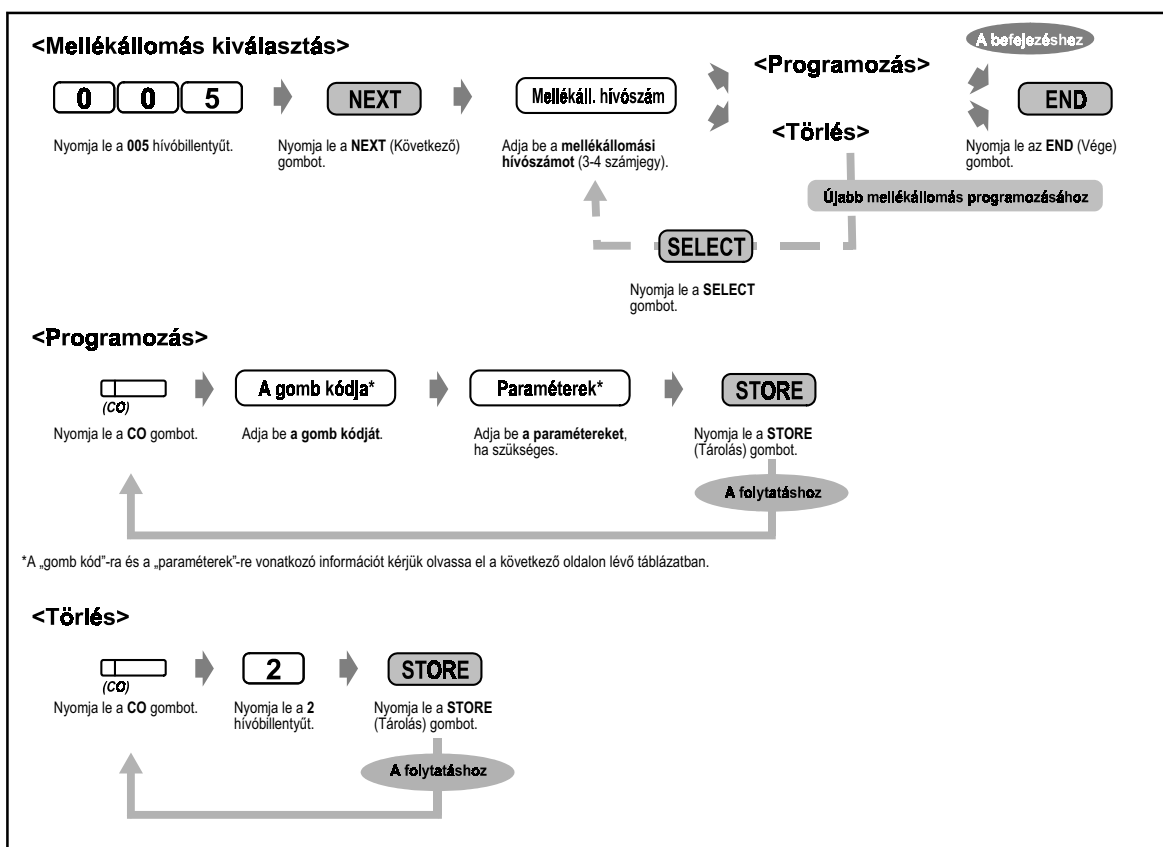 <Mellékállomás kiválasztás>
0 0 5
NEXT
Mellékáll. hívószám
<Programozás>
<Törlés>
A befejezéshez
END
Nyomja le a 005 hívóbillentyűt.
Nyomja le a NEXT (Következő)
gombot.
Adja be a mellékállomási
hívószámot (3-4 számjegy).
Nyomja le az END (Vége)
gombot.
Újabb mellékállomás programozásához
SELECT
Nyomja le a SELECT
gombot.
<Programozás>
(CO)
A gomb kódja*
Paraméterek*
STORE
Nyomja le a CO gombot.
Adja be a gomb kódját.
Adja be a paramétereket,
ha szükséges.
Nyomja le a STORE
(Tárolás) gombot.
A folytatáshoz
*A „gomb kód”-ra és a „paraméterek”-re vonatkozó információt kérjük olvassa el a következő oldalon lévő táblázatban.
<Törlés>
(CO)
2
STORE
Nyomja le a CO gombot.
Nyomja le a 2
hívóbillentyűt.
Nyomja le a STORE
(Tárolás) gombot.
A folytatáshoz